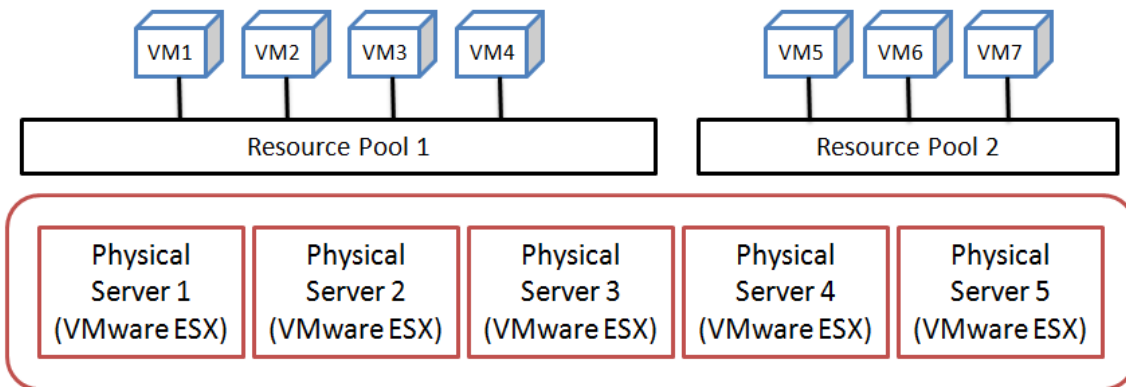 VM1 VM2 VM3 VM4 VM5 VM6 VM7
Resource Pool 1 Resource Pool 2
Physical Server 1 (VMware ESX)
Physical Server 2 (VMware ESX)
Physical Server 3 (VMware ESX)
Physical Server 4 (VMware ESX)
Physical Server 5 (VMware ESX)